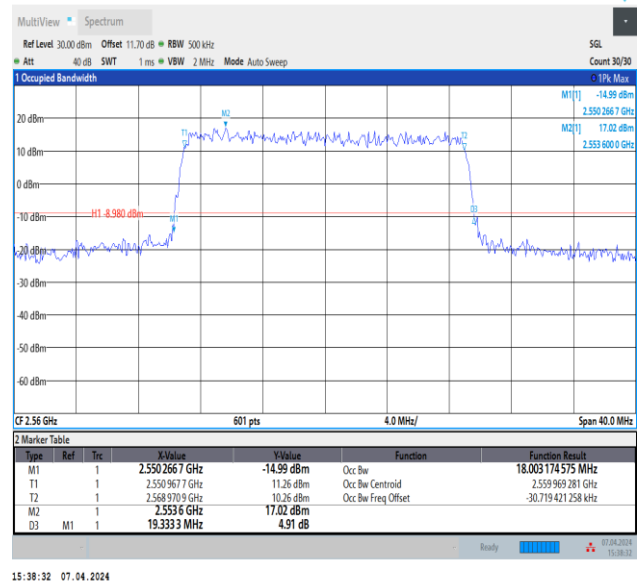 MultiView Spectrum
Ref Level 30.00 dBm Offset 11.70 dB RBW 500 kHz SGL
Att 40 dB SWT 1 ms VBW 2 MHz Mode Auto Sweep Count 30/30
1 Occupied Bandwidth 1Pk Max
M1[1] -14.99 dBm
2.550 266 7 GHz
M2[1] 17.02 dBm
2.553 600 0 GHz
M2
20 dBm
T1 T2
10 dBm
0 dBm
D3
H1 -8.980 dBm
-10 dBm
M1
-20 dBm
-30 dBm
-40 dBm
-50 dBm
-60 dBm
CF 2.56 GHz 601 pts 4.0 MHz/ Span 40.0 MHz
2 Marker Table
Type Ref Trc X-Value Y-Value Function Function Result
M1 1 2.550 266 7 GHz -14.99 dBm Occ Bw 18.003 174 575 MHz
T1 1 2.550 967 7 GHz 11.26 dBm Occ Bw Centroid 2.559 969 281 GHz
T2 1 2.568 970 9 GHz 10.26 dBm Occ Bw Freq Offset -30.719 421 258 kHz
M2 1 2.553 6 GHz 17.02 dBm
D3 M1 1 19.333 3 MHz 4.91 dB
Ready 07.04.2024
15:38:32
15:38:32 07.04.2024